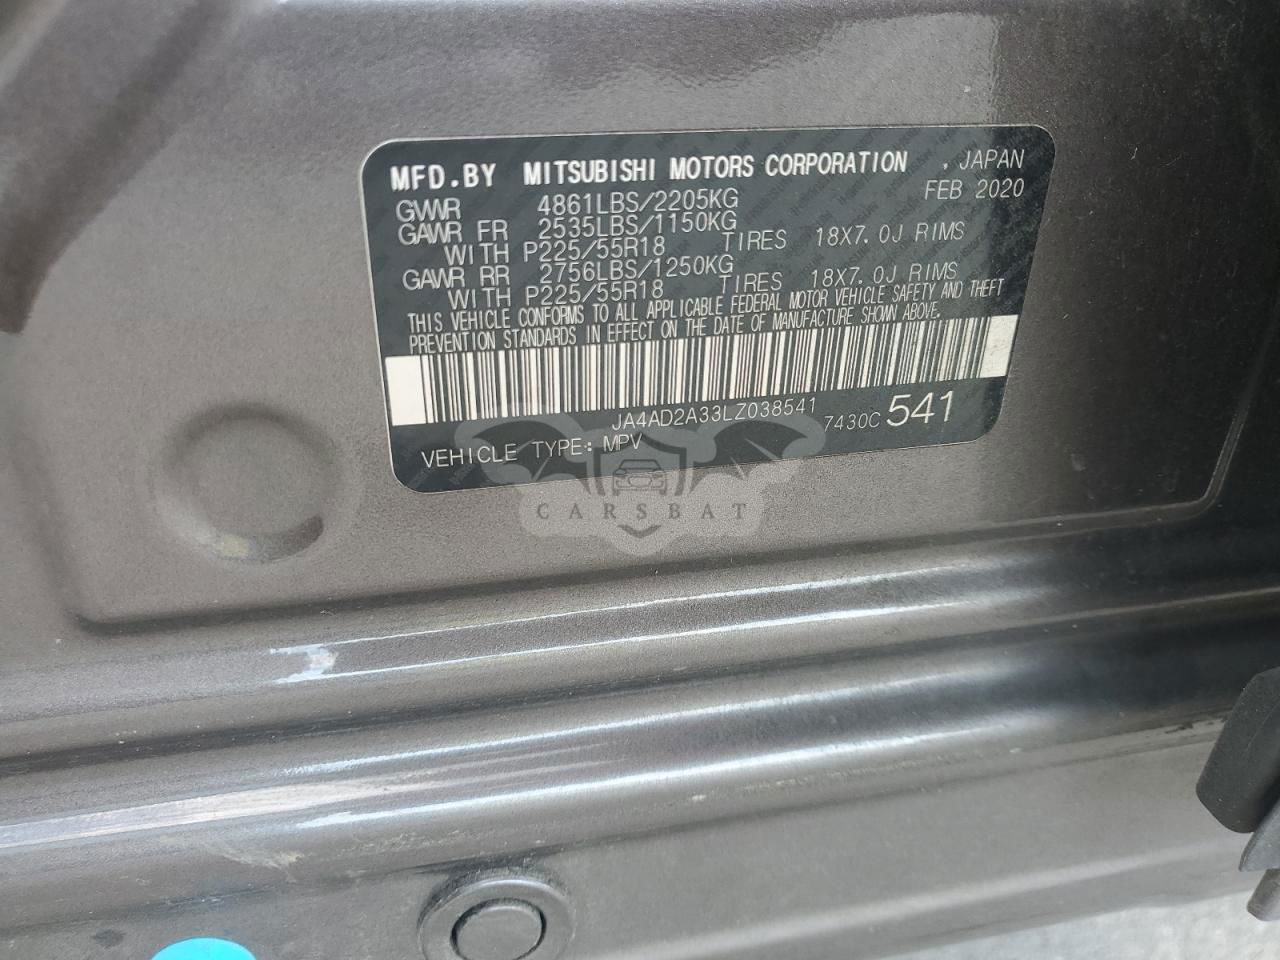 MFD.BY MITSUBISHI MOTORS CORPORATION , JAPAN
GVWR 4861LBS/2205KG FEB 2020
GAWR FR 2535LBS/1150KG
WITH P225/55R18 TIRES 18X7.0J RIMS
GAWR RR 2756LBS/1250KG
WITH P225/55R18 TIRES 18X7.0J RIMS
THIS VEHICLE CONFORMS TO ALL APPLICABLE FEDERAL MOTOR VEHICLE SAFETY AND THEFT
PREVENTION STANDARDS IN EFFECT ON THE DATE OF MANUFACTURE SHOWN ABOVE.
JA4AD2A33LZ038541
VEHICLE TYPE: MPV 7430C 541
CARSBAT